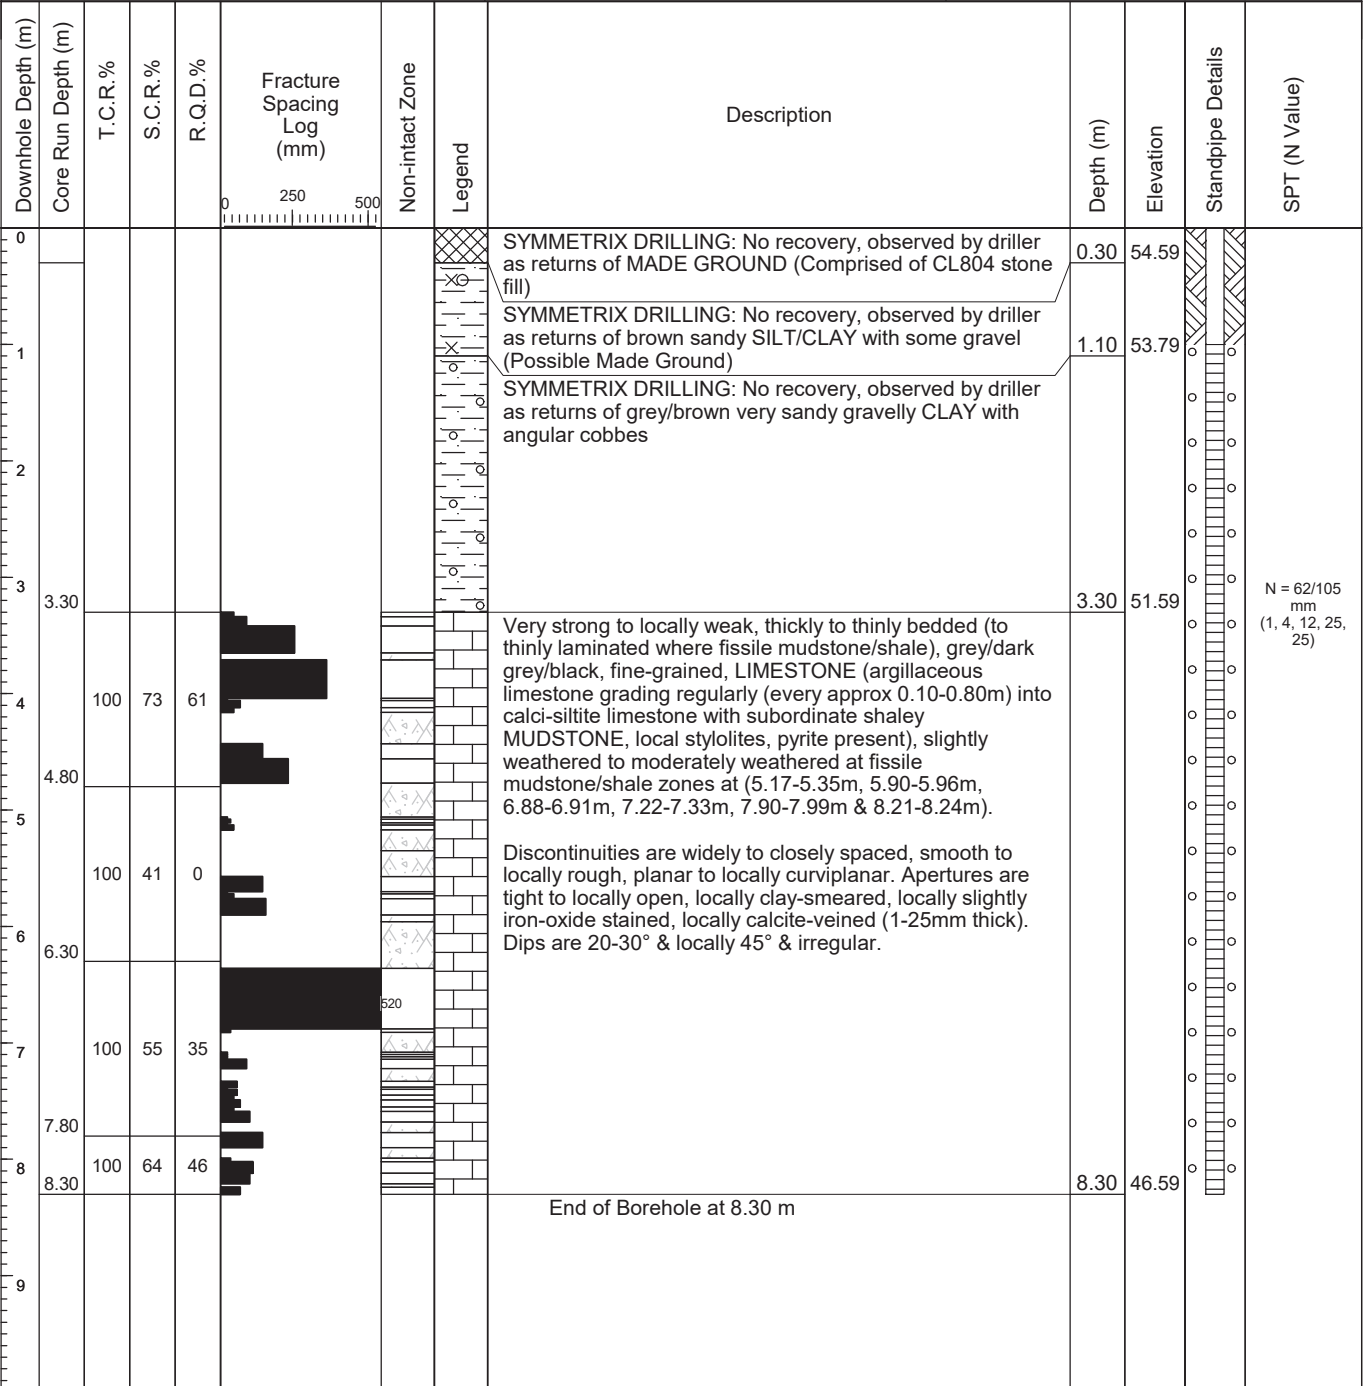 Downhole Depth (m)
Core Run Depth (m)
T.C.R.%
S.C.R.%
R.Q.D.%
Fracture
Spacing
Log
(mm)
0 250 500
Non-intact Zone
Legend
Description
Depth (m)
Elevation
Standpipe Details
SPT (N Value)
0
SYMMETRIX DRILLING: No recovery, observed by driller
as returns of MADE GROUND (Comprised of CL804 stone
fill)
0.30 54.59
SYMMETRIX DRILLING: No recovery, observed by driller
as returns of brown sandy SILT/CLAY with some gravel
(Possible Made Ground)
1
1.10 53.79
SYMMETRIX DRILLING: No recovery, observed by driller
as returns of grey/brown very sandy gravelly CLAY with
angular cobbes
2
3
3.30
3.30 51.59
N = 62/105
mm
(1, 4, 12, 25,
25)
Very strong to locally weak, thickly to thinly bedded (to
thinly laminated where fissile mudstone/shale), grey/dark
grey/black, fine-grained, LIMESTONE (argillaceous
limestone grading regularly (every approx 0.10-0.80m) into
calci-siltite limestone with subordinate shaley
MUDSTONE, local stylolites, pyrite present), slightly
weathered to moderately weathered at fissile
mudstone/shale zones at (5.17-5.35m, 5.90-5.96m,
6.88-6.91m, 7.22-7.33m, 7.90-7.99m & 8.21-8.24m).
4
100 73 61
4.80
5
Discontinuities are widely to closely spaced, smooth to
locally rough, planar to locally curviplanar. Apertures are
tight to locally open, locally clay-smeared, locally slightly
iron-oxide stained, locally calcite-veined (1-25mm thick).
Dips are 20-30° & locally 45° & irregular.
100 41 0
6
6.30
520
7
100 55 35
7.80
8
100 64 46
8.30
8.30 46.59
End of Borehole at 8.30 m
9